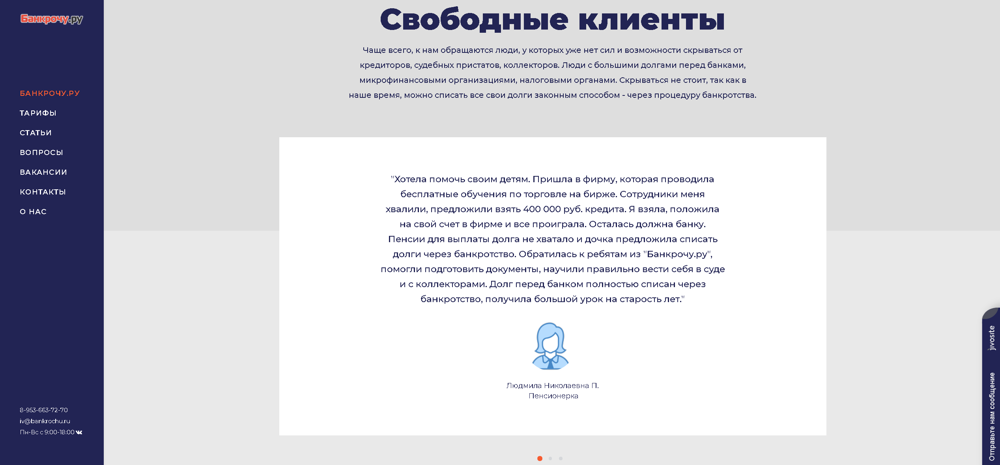 Банкрочу.ру
БАНКРОЧУ.РУ
ТАРИФЫ
СТАТЬИ
ВОПРОСЫ
ВАКАНСИИ
КОНТАКТЫ
О НАС
8-953-663-72-70
iv@bankrochu.ru
Пн-Вс с 9:00-18:00
Свободные клиенты
Чаще всего, к нам обращаются люди, у которых уже нет сил и возможности скрываться от
кредиторов, судебных пристатов, коллекторов. Люди с большими долгами перед банками,
микрофинансовыми организациями, налоговыми органами. Скрываться не стоит, так как в
наше время, можно списать все свои долги законным способом - через процедуру банкротства.
"Хотела помочь своим детям. Пришла в фирму, которая проводила
бесплатные обучения по торговле на бирже. Сотрудники меня
хвалили, предложили взять 400 000 руб. кредита. Я взяла, положила
на свой счет в фирме и все проиграла. Осталась должна банку.
Пенсии для выплаты долга не хватало и дочка предложила списать
долги через банкротство. Обратилась к ребятам из "Банкрочу.ру",
помогли подготовить документы, научили правильно вести себя в суде
и с коллекторами. Долг перед банком полностью списан через
банкротство, получила большой урок на старость лет."
Людмила Николаевна П.
Пенсионерка
jivosite
Отправьте нам сообщение